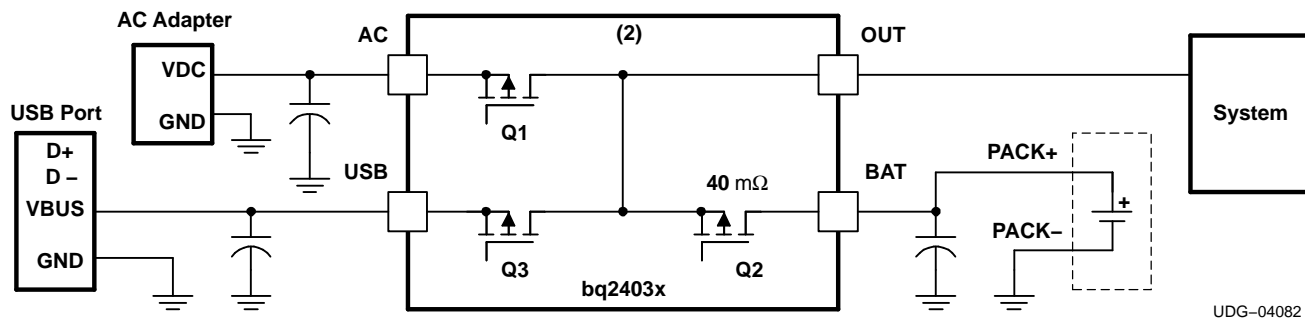 AC Adapter
VDC
GND
USB Port
D+
D −
VBUS
GND
AC
(2)
OUT
Q1
USB
40 mΩ
BAT
Q3
Q2
bq2403x
PACK+
+
PACK−
System
UDG−04082